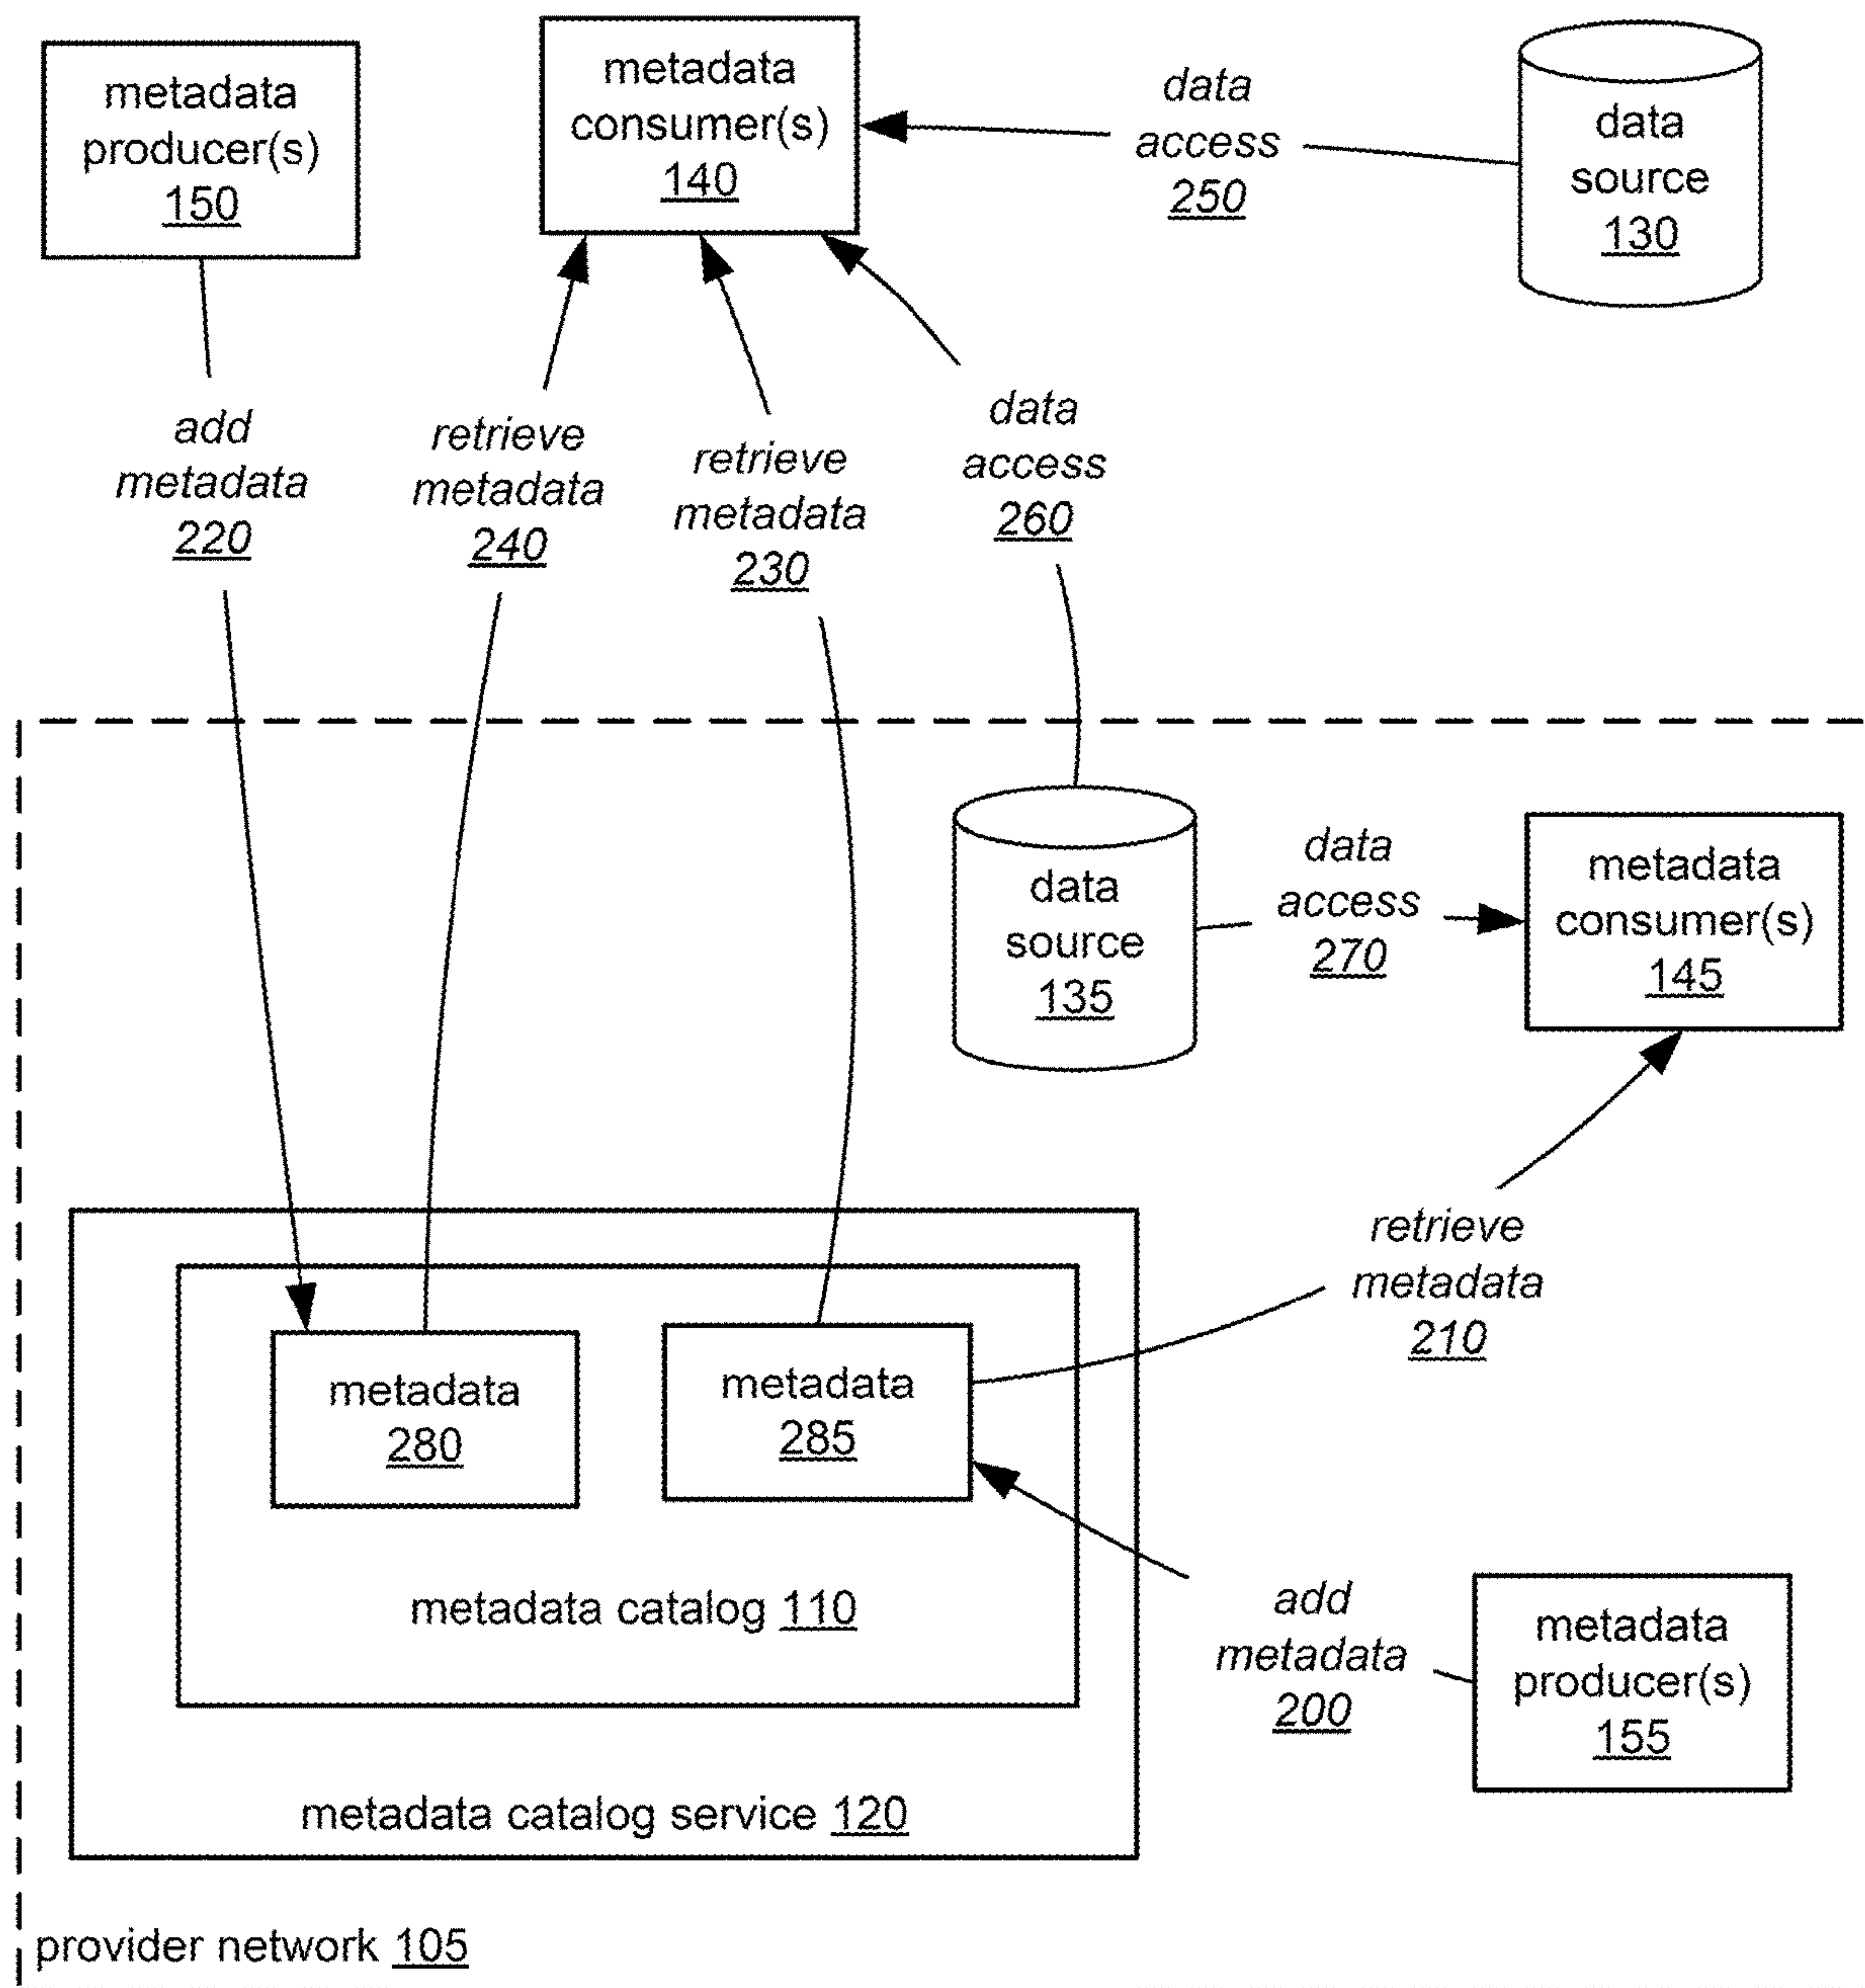 metadata
producer(s)
150
metadata
consumer(s)
140
data
access
250
data
source
130
add
metadata
220
retrieve
metadata
240
retrieve
metadata
230
data
access
260
data
source
135
data
access
270
metadata
consumer(s)
145
retrieve
metadata
210
metadata
280
metadata
285
metadata catalog 110
add
metadata
200
metadata
producer(s)
155
metadata catalog service 120
provider network 105